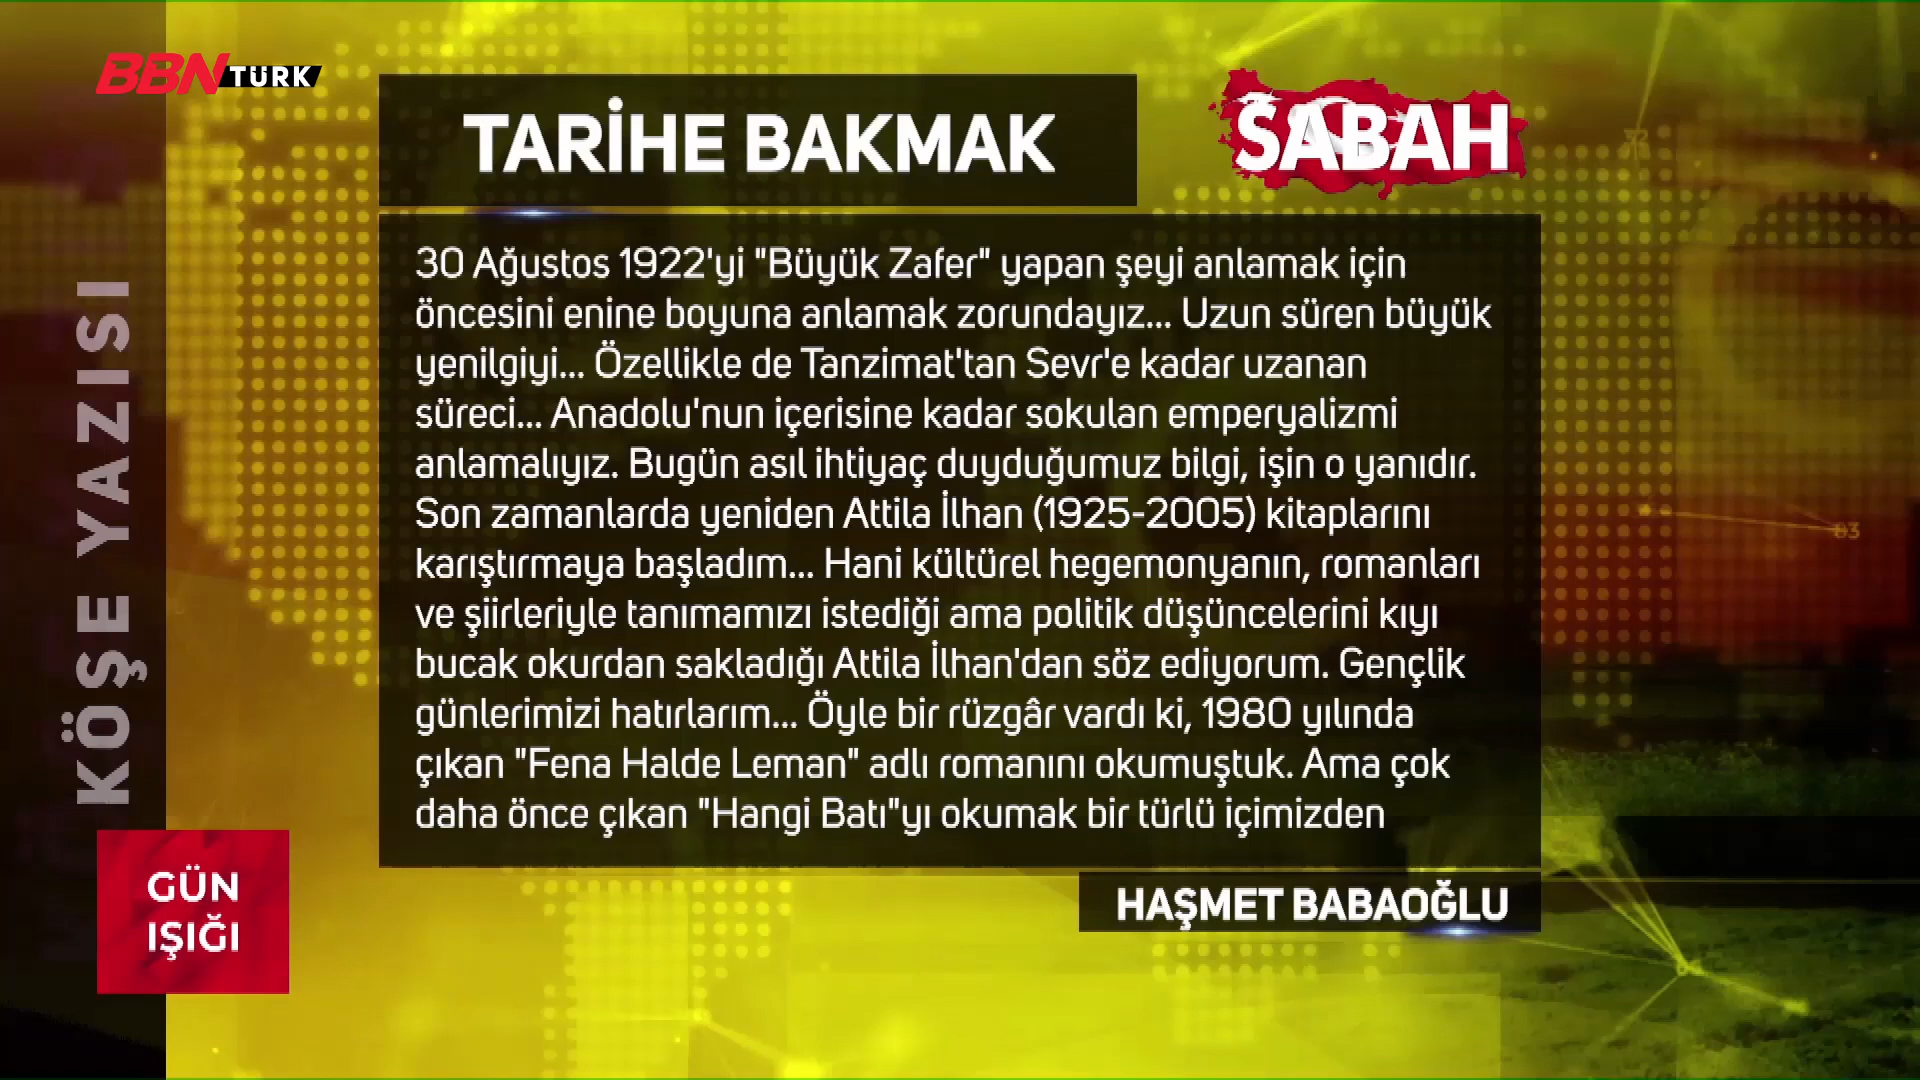 BBN TÜRK
TARİHE BAKMAK
SABAH
30 Ağustos 1922'yi "Büyük Zafer" yapan şeyi anlamak için
öncesini enine boyuna anlamak zorundayız... Uzun süren büyük
yenilgiyi... Özellikle de Tanzimat'tan Sevr'e kadar uzanan
süreci... Anadolu'nun içerisine kadar sokulan emperyalizmi
anlamalıyız. Bugün asıl ihtiyaç duyduğumuz bilgi, işin o yanıdır.
Son zamanlarda yeniden Attila İlhan (1925-2005) kitaplarını
karıştırmaya başladım... Hani kültürel hegemonyanın, romanları
ve şiirleriyle tanımamızı istediği ama politik düşüncelerini kıyı
bucak okurdan sakladığı Attila İlhan'dan söz ediyorum. Gençlik
günlerimizi hatırlarım... Öyle bir rüzgâr vardı ki, 1980 yılında
çıkan "Fena Halde Leman" adlı romanını okumuştuk. Ama çok
daha önce çıkan "Hangi Batı"yı okumak bir türlü içimizden
HAŞMET BABAOĞLU
KÖŞE YAZISI
GÜN
IŞIĞI
32
83